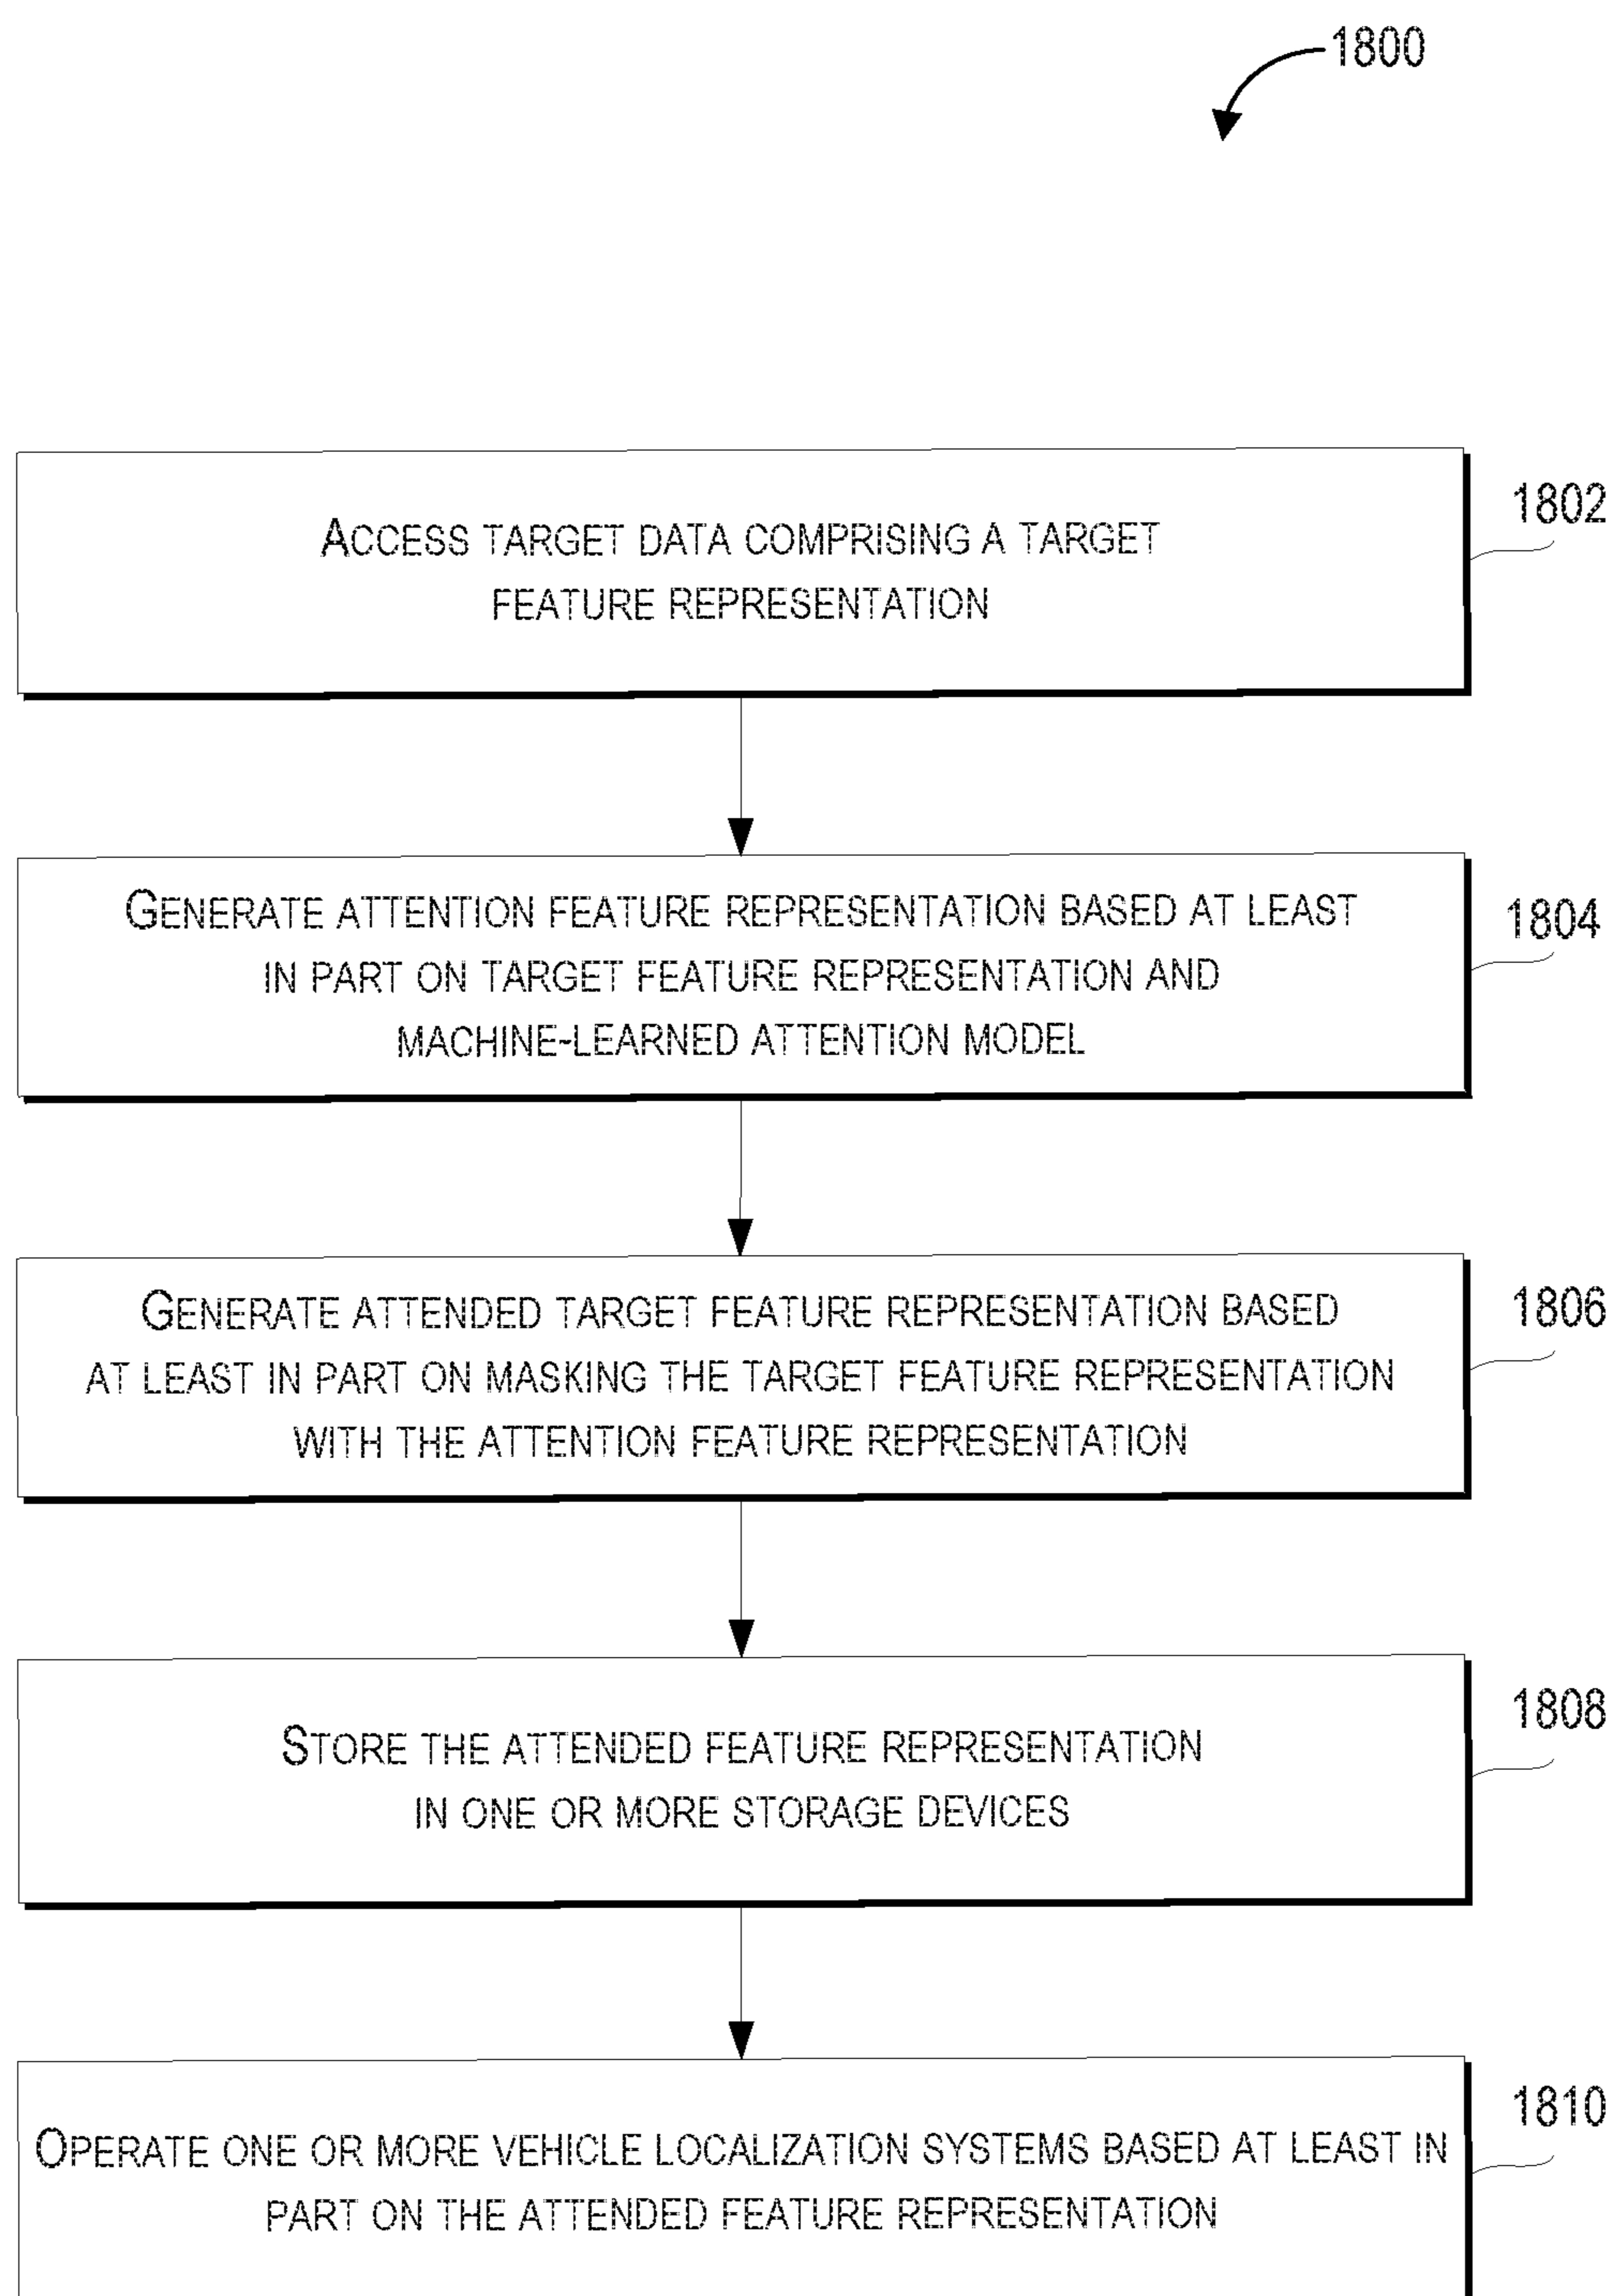 1800
ACCESS TARGET DATA COMPRISING A TARGET
FEATURE REPRESENTATION
1802
GENERATE ATTENTION FEATURE REPRESENTATION BASED AT LEAST
IN PART ON TARGET FEATURE REPRESENTATION AND
MACHINE-LEARNED ATTENTION MODEL
1804
GENERATE ATTENDED TARGET FEATURE REPRESENTATION BASED
AT LEAST IN PART ON MASKING THE TARGET FEATURE REPRESENTATION
WITH THE ATTENTION FEATURE REPRESENTATION
1806
STORE THE ATTENDED FEATURE REPRESENTATION
IN ONE OR MORE STORAGE DEVICES
1808
OPERATE ONE OR MORE VEHICLE LOCALIZATION SYSTEMS BASED AT LEAST IN
PART ON THE ATTENDED FEATURE REPRESENTATION
1810